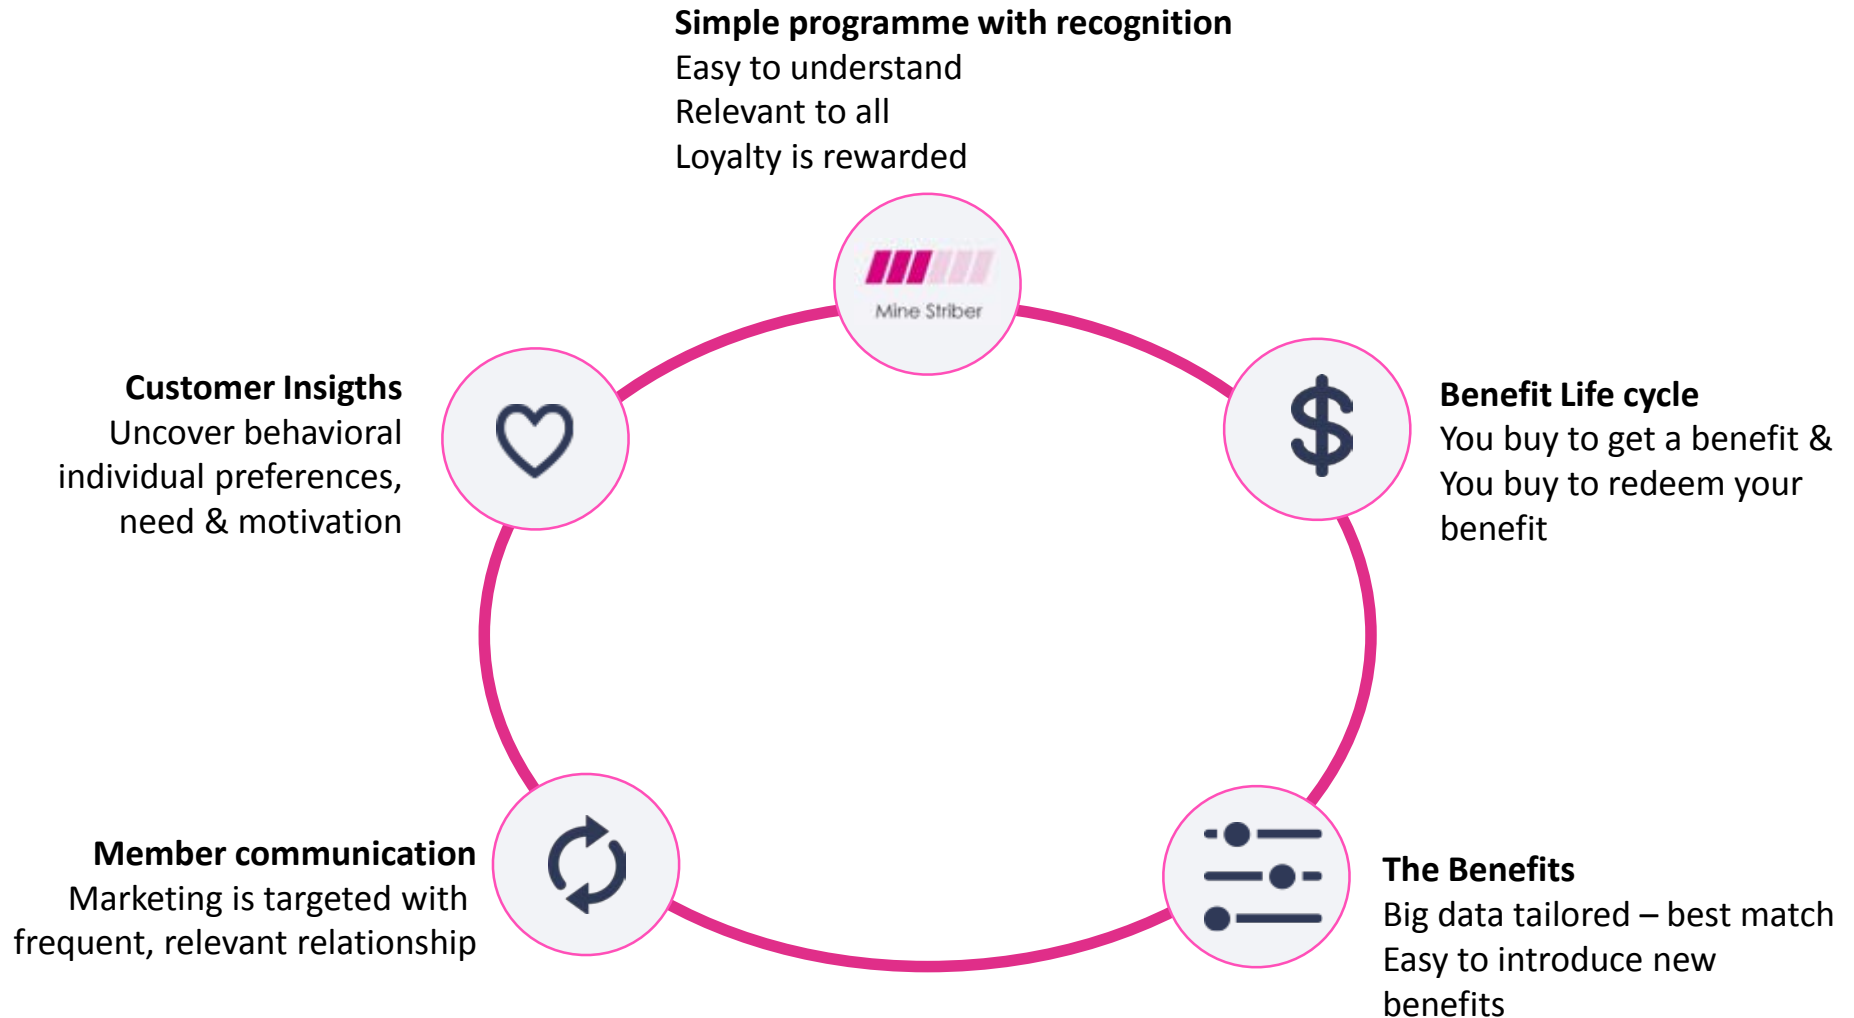 Simple programme with recognition
Easy to understand
Relevant to all
Loyalty is rewarded
Mine Striber
Customer Insigths
Uncover behavioral
individual preferences,
need & motivation
Benefit Life cycle
You buy to get a benefit &
You buy to redeem your
benefit
Member communication
Marketing is targeted with
frequent, relevant relationship
The Benefits
Big data tailored – best match
Easy to introduce new
benefits